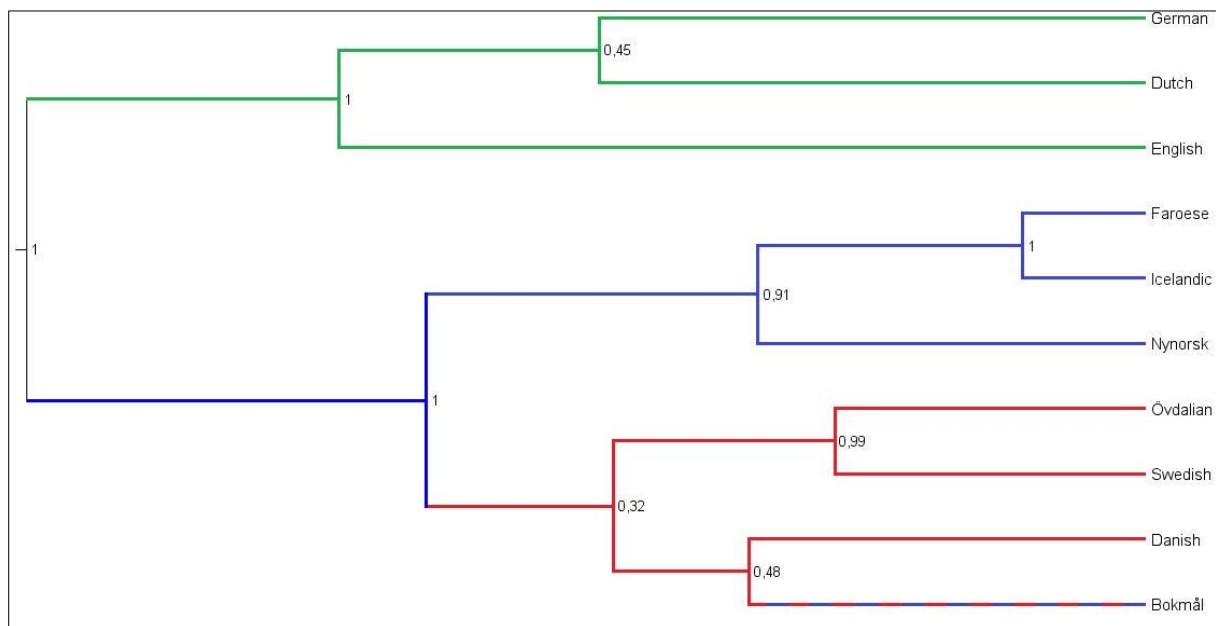 German
0,45
Dutch
1
English
Faroese
1
1
Icelandic
0,91
Nynorsk
1
Övdalian
0,99
Swedish
0,32
Danish
0,48
Bokmål